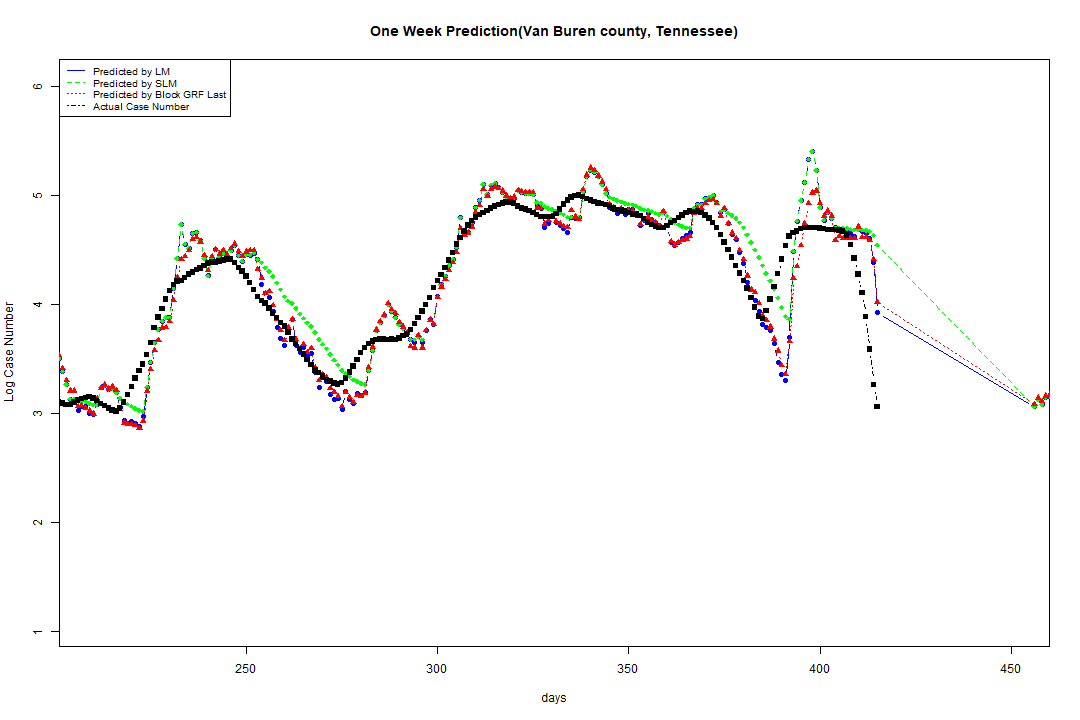 One Week Prediction(Van Buren county, Tennessee)
Predicted by LM
Predicted by SLM
Predicted by Block GRF Last
Actual Case Number
Log Case Number
6
5
4
3
2
1
250
300
350
400
450
days